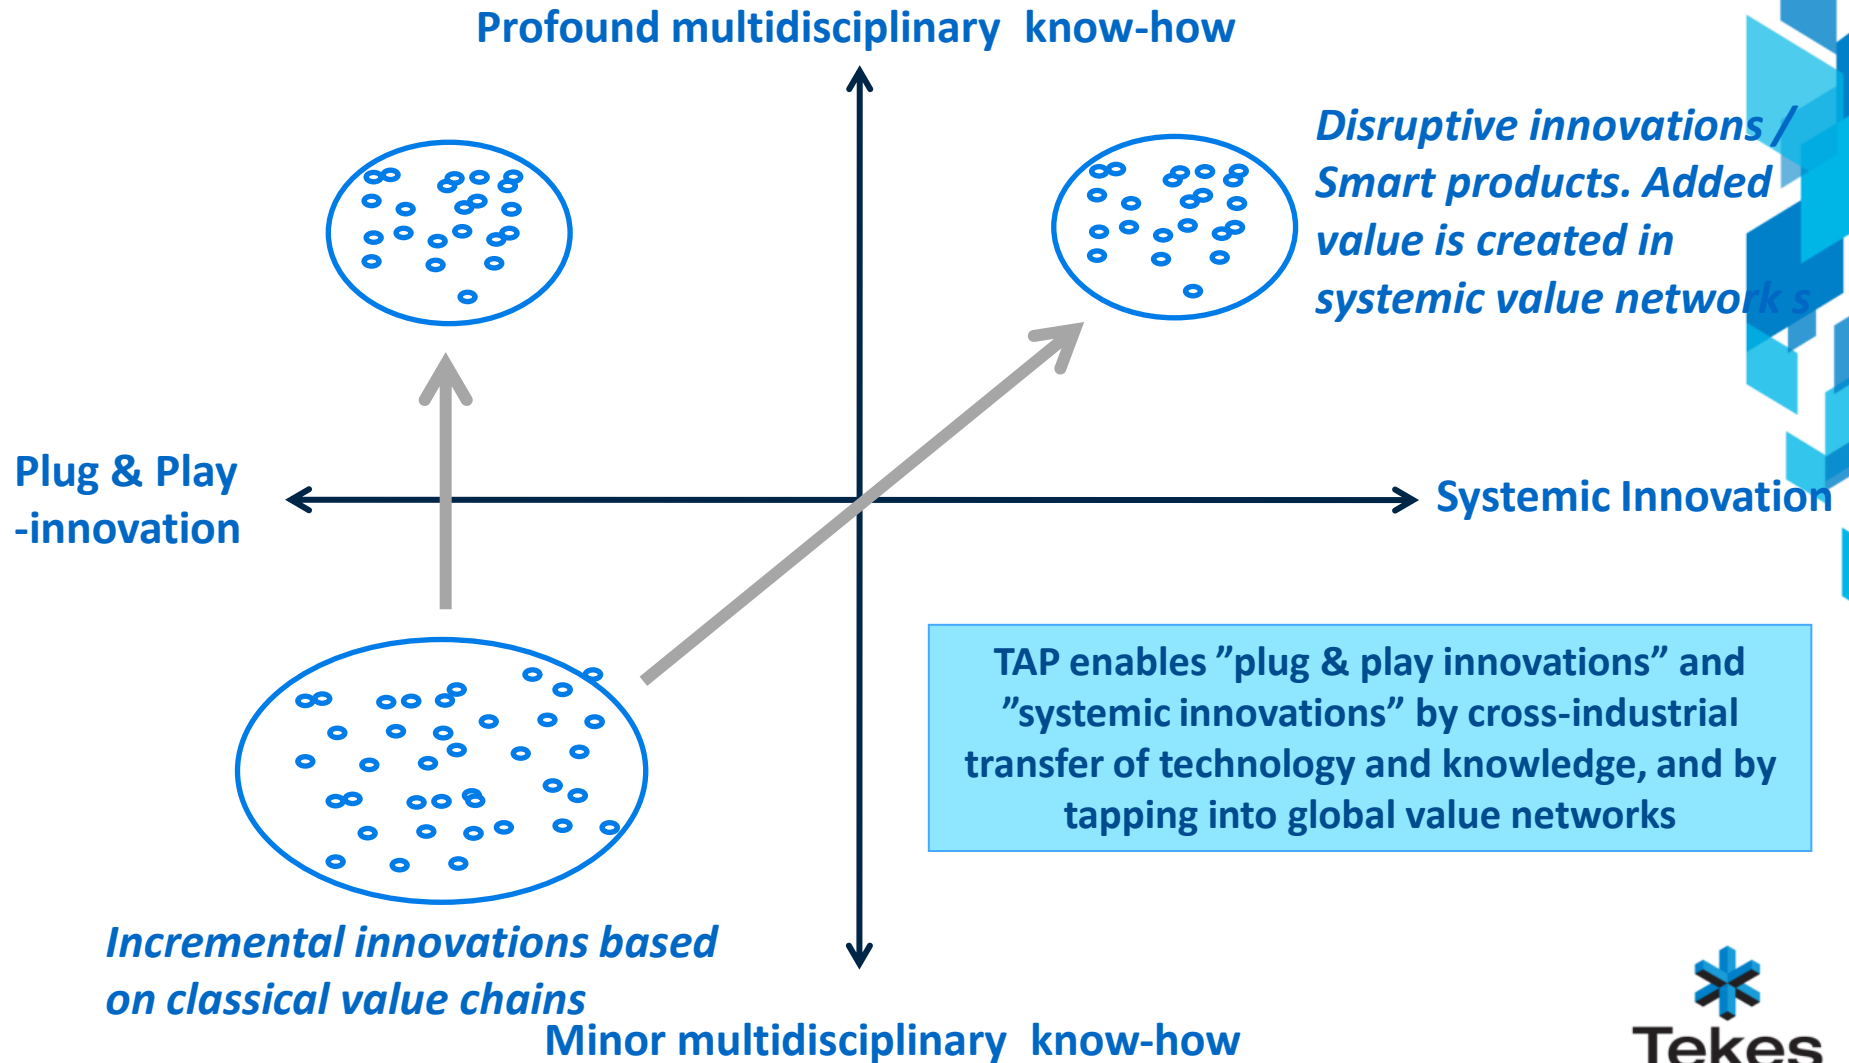 Profound multidisciplinary know-how
Disruptive innovations /
Smart products. Added
value is created in
systemic value network s
Plug & Play
-innovation
Systemic Innovation
TAP enables ”plug & play innovations” and
”systemic innovations” by cross-industrial
transfer of technology and knowledge, and by
tapping into global value networks
Incremental innovations based
on classical value chains
Minor multidisciplinary know-how
Tekes